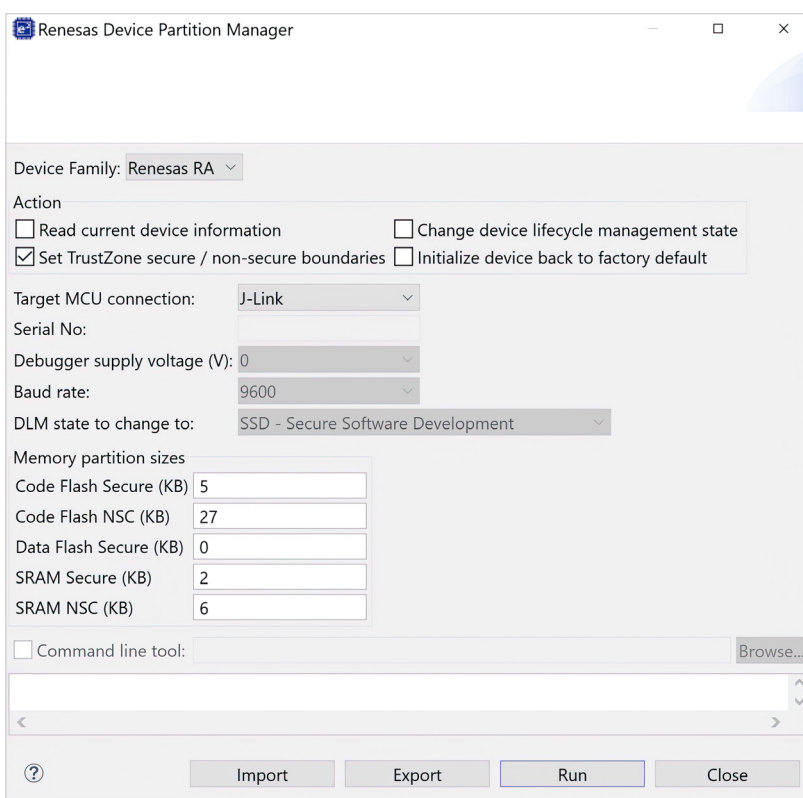 Renesas Device Partition Manager
Device Family: Renesas RA
Action
Read current device information
Change device lifecycle management state
Set TrustZone secure / non-secure boundaries
Initialize device back to factory default
Target MCU connection: J-Link
Serial No:
Debugger supply voltage (V): 0
Baud rate: 9600
DLM state to change to: SSD - Secure Software Development
Memory partition sizes
Code Flash Secure (KB) 5
Code Flash NSC (KB) 27
Data Flash Secure (KB) 0
SRAM Secure (KB) 2
SRAM NSC (KB) 6
Command line tool: Browse...
Import Export Run Close